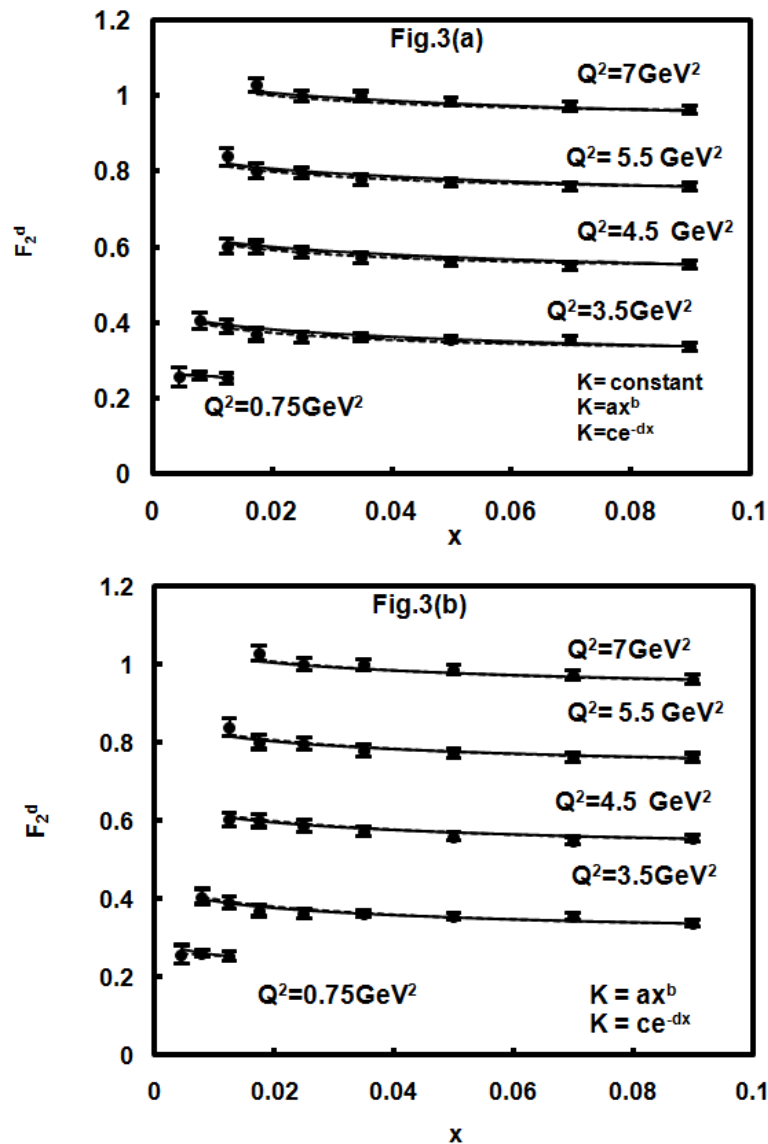 Fig.3(a)
1.2
1
0.8
0.6
0.4
0.2
0
F₂ᵈ
Q²=7GeV²
Q²= 5.5 GeV²
Q²=4.5 GeV²
Q²=3.5GeV²
Q²=0.75GeV²
K= constant
K=axᵇ
K=ce⁻ᵈˣ
0 0.02 0.04 0.06 0.08 0.1
x
Fig.3(b)
1.2
1
0.8
0.6
0.4
0.2
0
F₂ᵈ
Q²=7GeV²
Q²= 5.5 GeV²
Q²=4.5 GeV²
Q²=3.5GeV²
Q²=0.75GeV²
K = axᵇ
K = ce⁻ᵈˣ
0 0.02 0.04 0.06 0.08 0.1
x